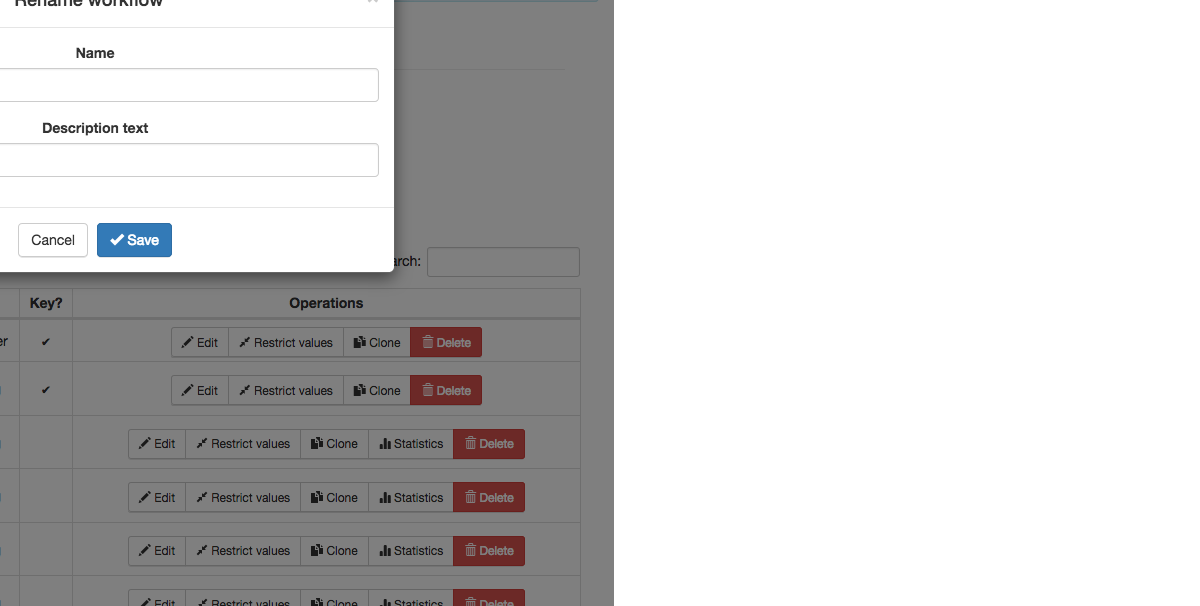 Rename workflow
×
Name
Description text
Cancel Save
Key? Operations
✔ Edit Restrict values Clone Delete
✔ Edit Restrict values Clone Delete
Edit Restrict values Clone Statistics Delete
Edit Restrict values Clone Statistics Delete
Edit Restrict values Clone Statistics Delete
Edit Restrict values Clone Statistics Delete